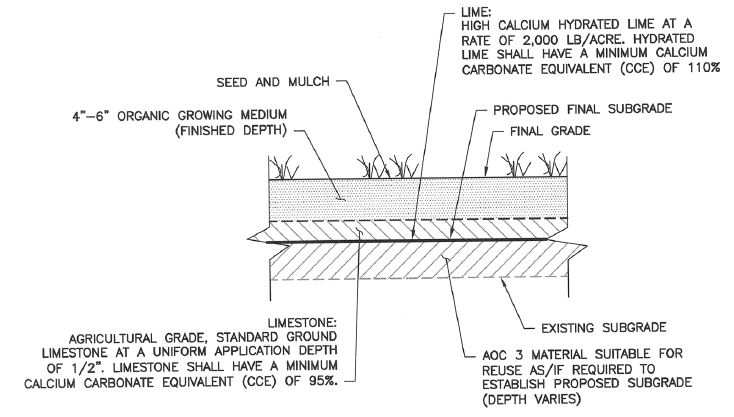 LIME:
HIGH CALCIUM HYDRATED LIME AT A
RATE OF 2,000 LB/ACRE. HYDRATED
LIME SHALL HAVE A MINIMUM CALCIUM
CARBONATE EQUIVALENT (CCE) OF 110%
SEED AND MULCH
4"-6" ORGANIC GROWING MEDIUM
(FINISHED DEPTH)
PROPOSED FINAL SUBGRADE
FINAL GRADE
LIMESTONE:
AGRICULTURAL GRADE, STANDARD GROUND
LIMESTONE AT A UNIFORM APPLICATION DEPTH
OF 1/2". LIMESTONE SHALL HAVE A MINIMUM
CALCIUM CARBONATE EQUIVALENT (CCE) OF 95%.
EXISTING SUBGRADE
AOC 3 MATERIAL SUITABLE FOR
REUSE AS/IF REQUIRED TO
ESTABLISH PROPOSED SUBGRADE
(DEPTH VARIES)